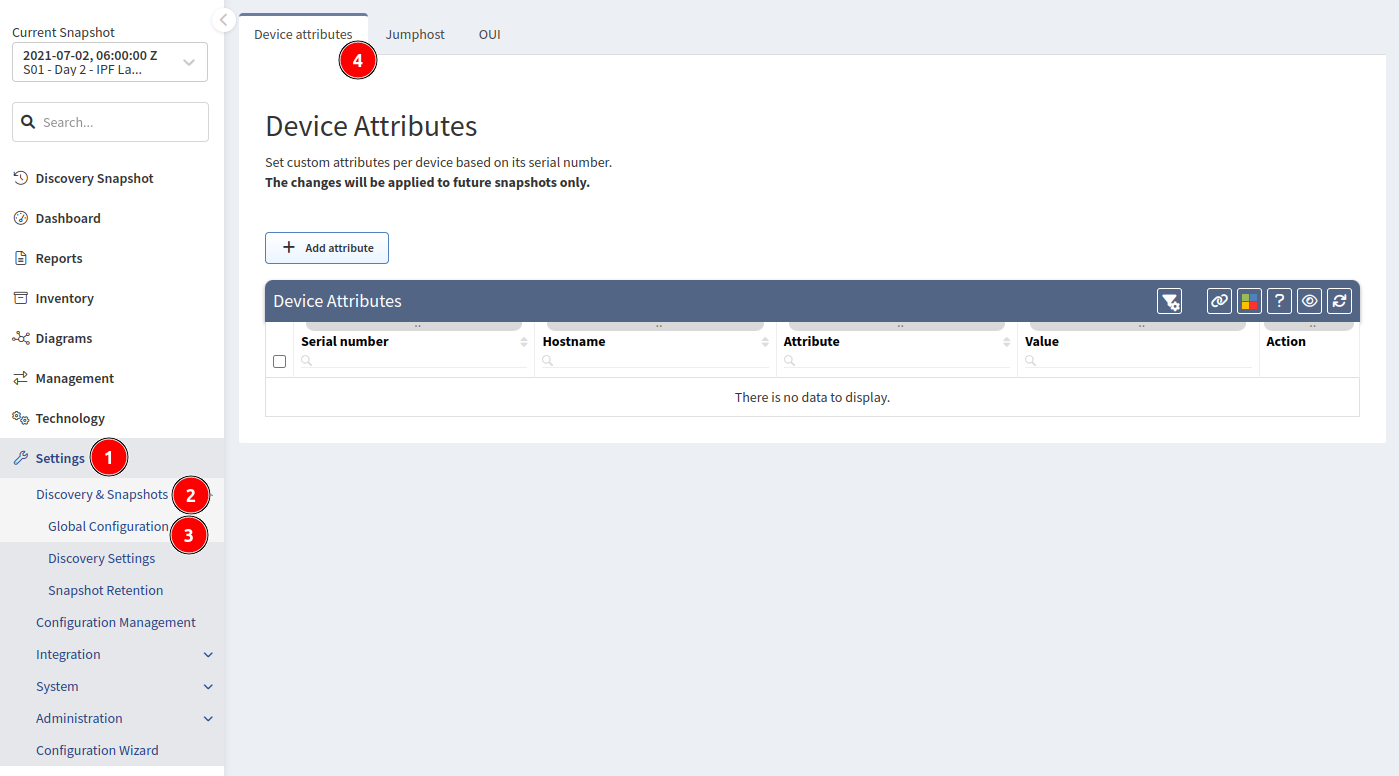 Current Snapshot
2021-07-02, 06:00:00 Z
S01 - Day 2 - IPF La...
Search...
Discovery Snapshot
Dashboard
Reports
Inventory
Diagrams
Management
Technology
Settings 1
Discovery & Snapshots 2
Global Configuration 3
Discovery Settings
Snapshot Retention
Configuration Management
Integration
System
Administration
Configuration Wizard
Device attributes Jumphost OUI
4
Device Attributes
Set custom attributes per device based on its serial number.
The changes will be applied to future snapshots only.
+ Add attribute
Device Attributes ?
Serial number Hostname Attribute Value Action
There is no data to display.